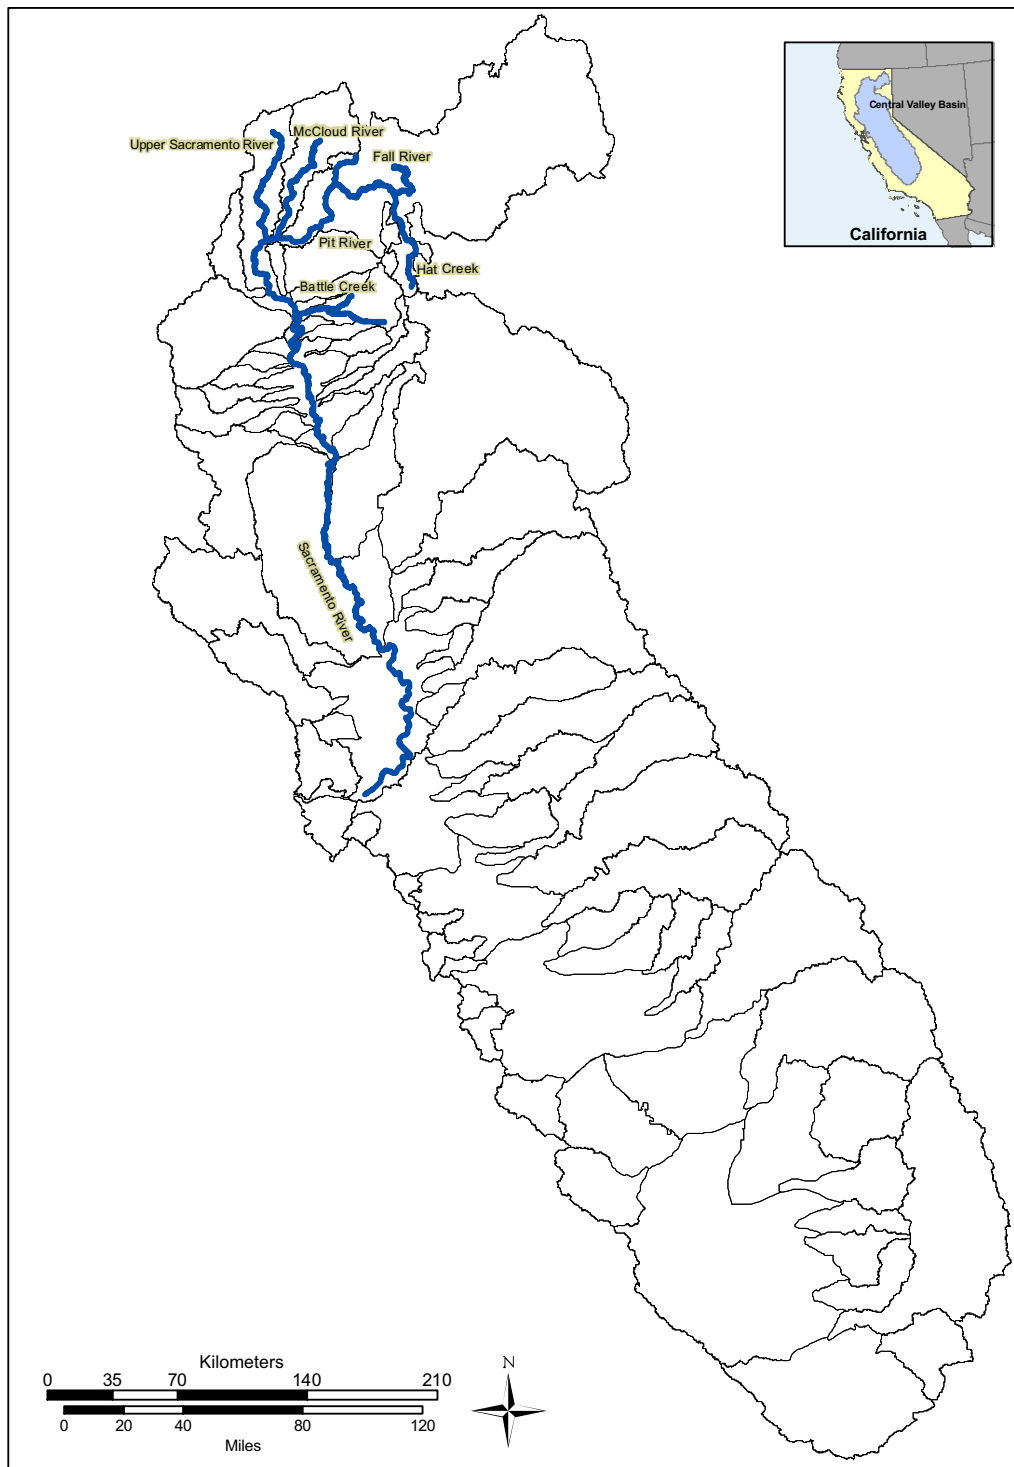 Central Valley Basin
California
McCloud River
Upper Sacramento River
Fall River
Pit River
Hat Creek
Battle Creek
Sacramento River
Kilometers
0 35 70 140 210
0 20 40 80 120
Miles
N